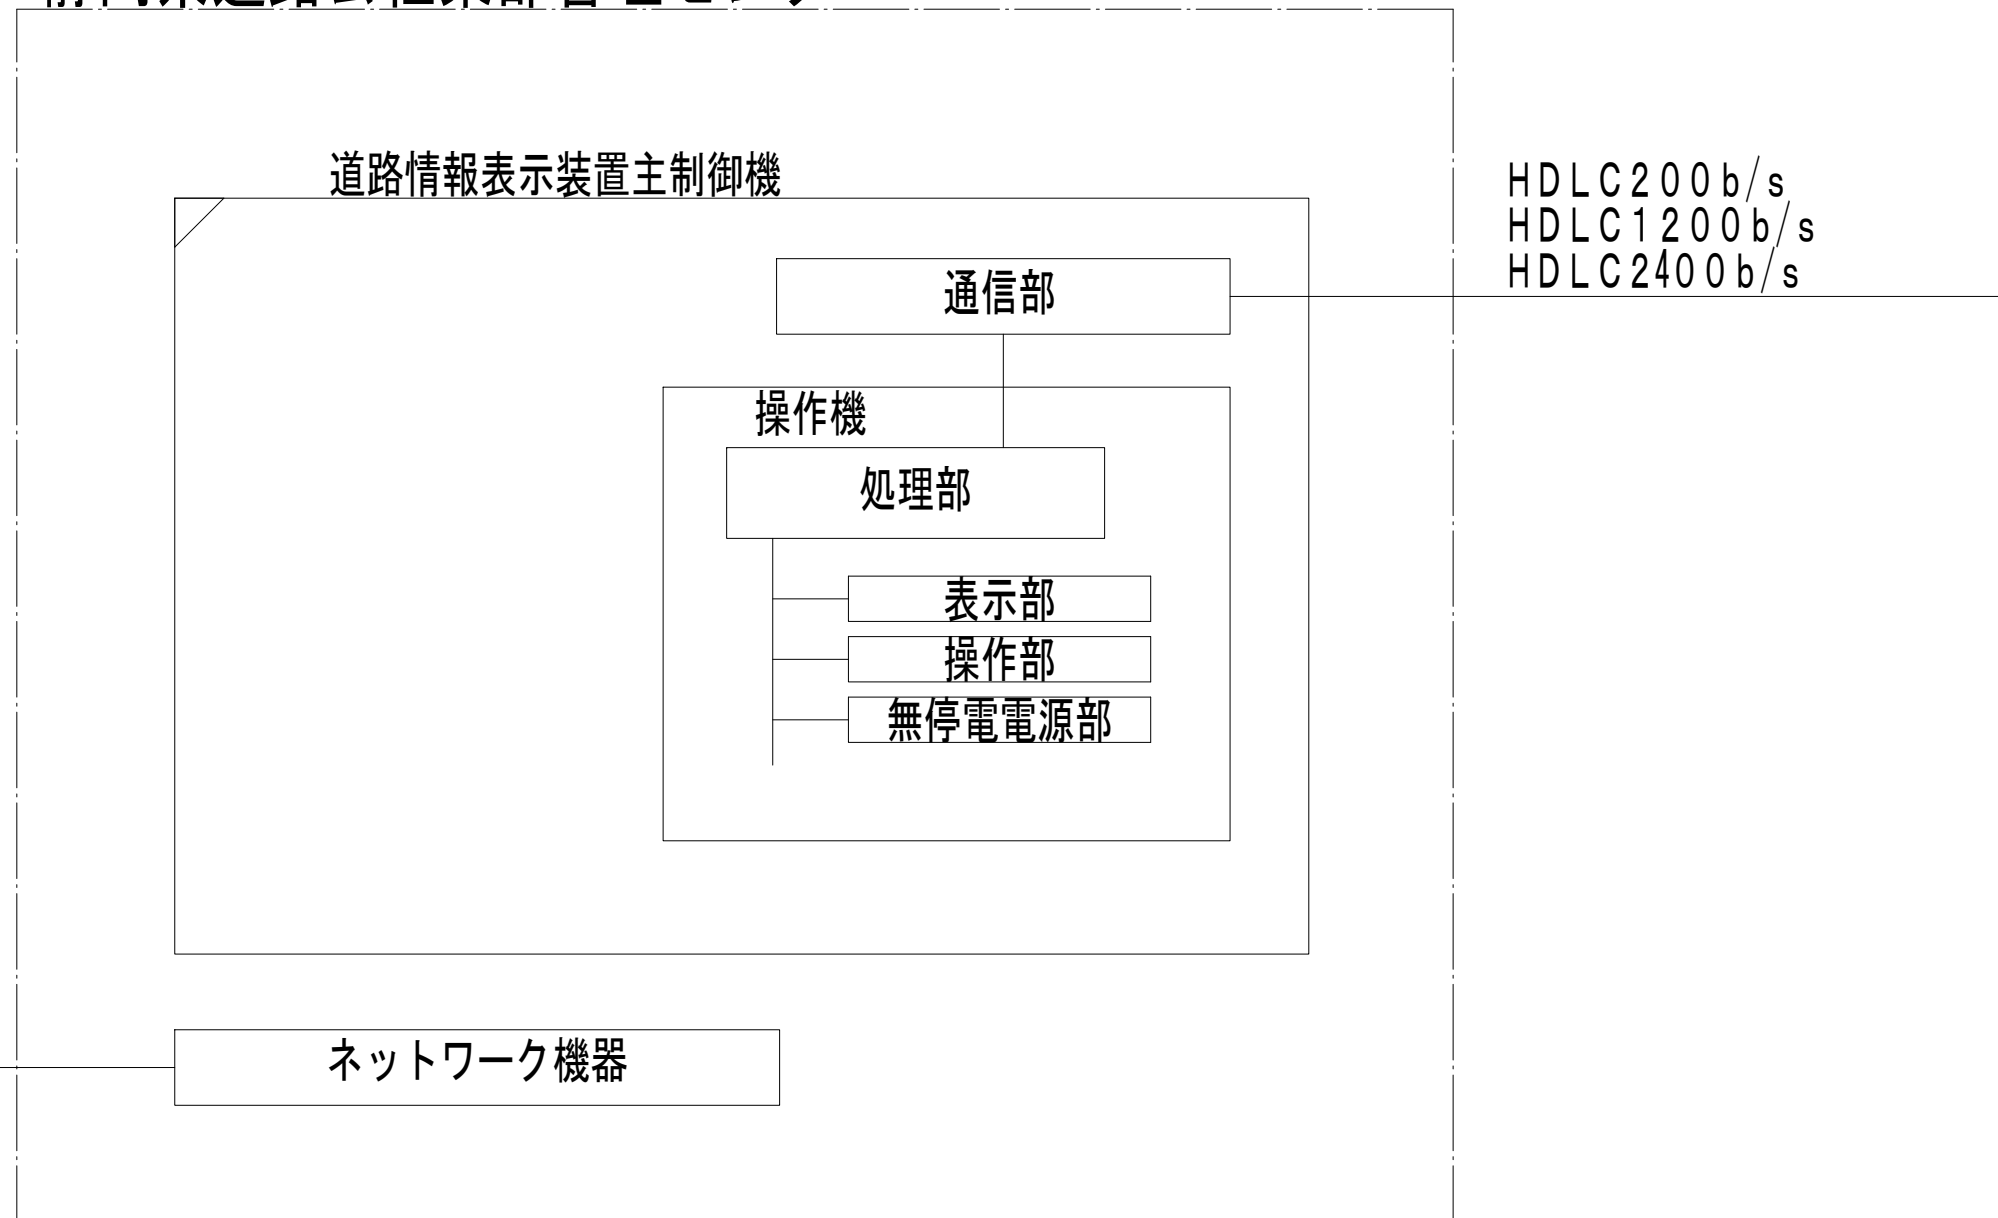 道路情報表示装置主制御機
HDLC200b/s
HDLC1200b/s
HDLC2400b/s
通信部
操作機
処理部
表示部
操作部
無停電電源部
ネットワーク機器